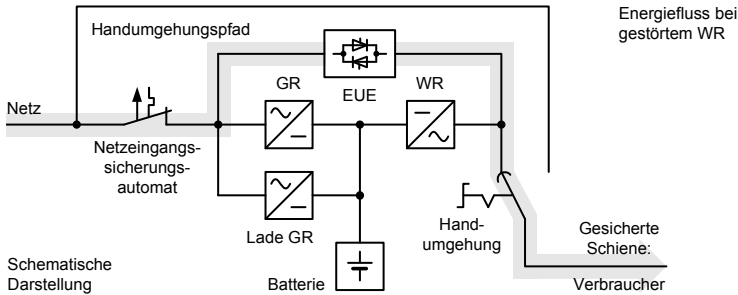 Energiefluss bei
gestörtem WR
Handumgehungspfad
GR
EUE
WR
Netz
Netzeingangs-
sicherungs-
automat
Lade GR
Hand-
umgehung
Gesicherte
Schiene:
Schematische
Darstellung
Batterie
Verbraucher